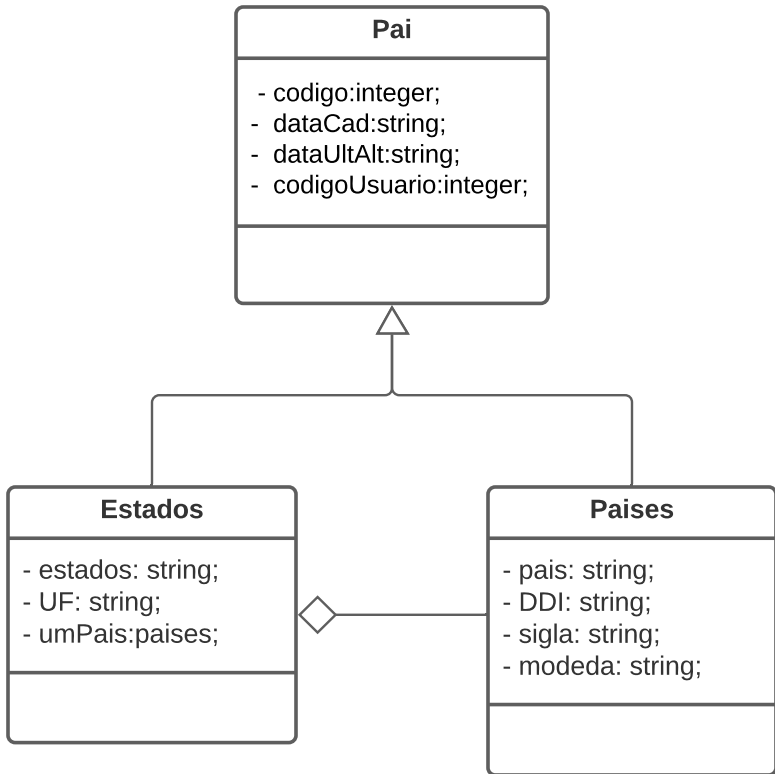 Pai
- codigo:integer;
- dataCad:string;
- dataUltAlt:string;
- codigoUsuario:integer;
Estados
- estados: string;
- UF: string;
- umPais:paises;
Paises
- pais: string;
- DDI: string;
- sigla: string;
- modeda: string;